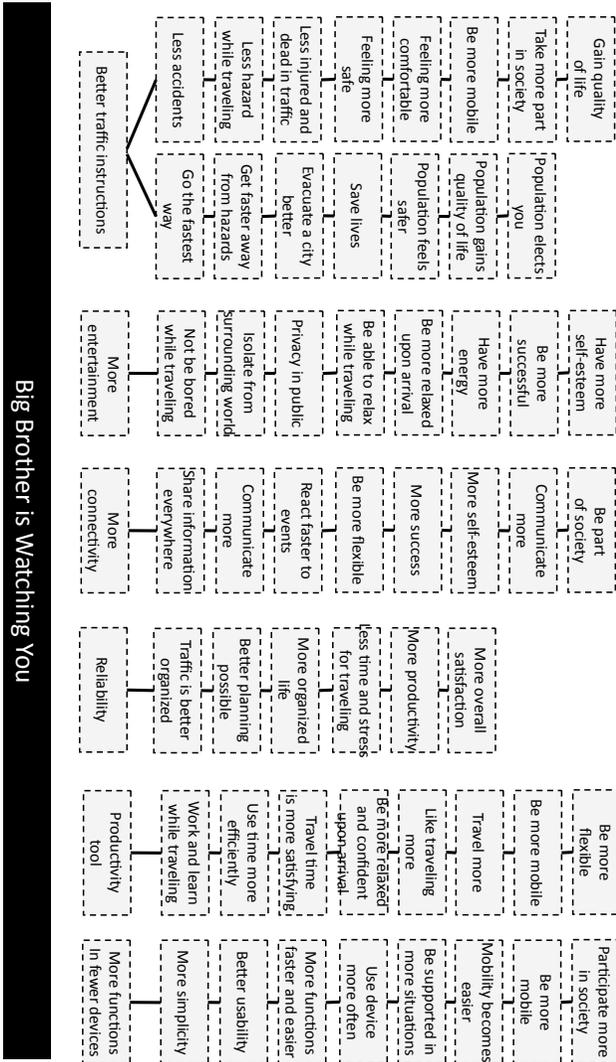 Gain quality
of life
Take more part
in society
Be more mobile
Feeling more
comfortable
Feeling more
safe
Less injured and
dead in traffic
Less hazard
while traveling
Less accidents
Population elects
you
Population gains
quality of life
Population feels
safer
Save lives
Evacuate a city
better
Get faster away
from hazards
Go the fastest
way
Better traffic instructions
Have more
self-esteem
Be more
successful
Have more
energy
Be more relaxed
upon arrival
Be able to relax
while traveling
Privacy in public
Isolate from
surrounding world
Not be bored
while traveling
More
entertainment
Be part
of society
Communicate
more
More self-esteem
More success
Be more flexible
React faster to
events
Communicate
more
Share information
everywhere
More
connectivity
More overall
satisfaction
More productivity
Less time and stress
for traveling
More organized
life
Better planning
possible
Traffic is better
organized
Reliability
Be more
flexible
Be more mobile
Travel more
Like traveling
more
Be more relaxed
and confident
upon arrival
Travel time
is more satisfying
Use time more
efficiently
Work and learn
while traveling
Productivity
tool
Participate more
in society
Be more
mobile
Mobility becomes
easier
Be supported in
more situations
Use device
more often
More functions
faster and easier
Better usability
More simplicity
More functions
In fewer devices
Big Brother is Watching You